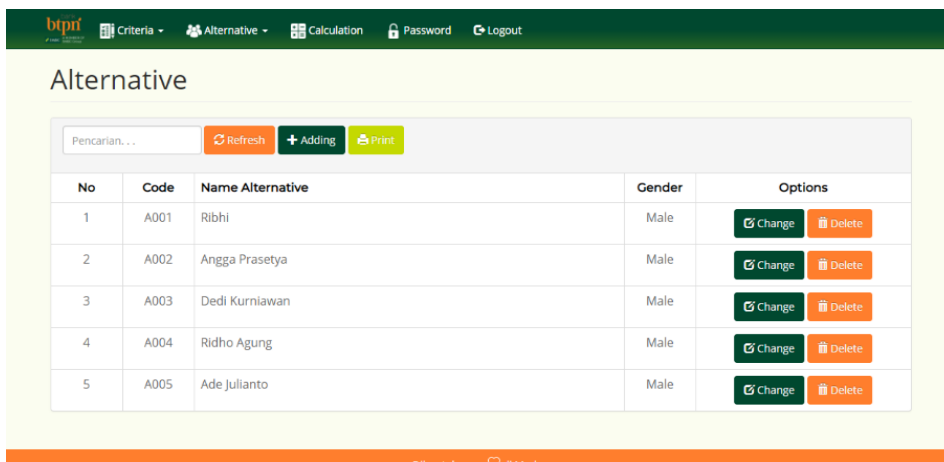 btpn Criteria Alternative Calculation Password Logout
Alternative
Pencarian. . . Refresh Adding Print
No Code Name Alternative Gender Options
1 A001 Ribhi Male Change Delete
2 A002 Angga Prasetya Male Change Delete
3 A003 Dedi Kurniawan Male Change Delete
4 A004 Ridho Agung Male Change Delete
5 A005 Ade Julianto Male Change Delete